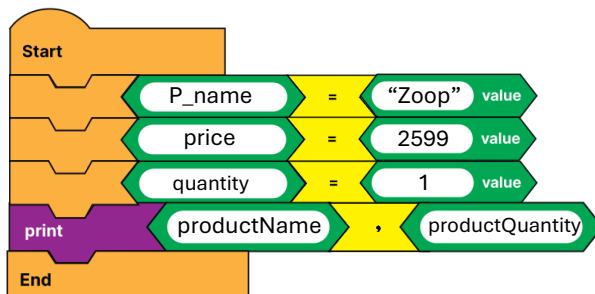 Start
P_name = “Zoop” value
price = 2599 value
quantity = 1 value
print productName , productQuantity
End